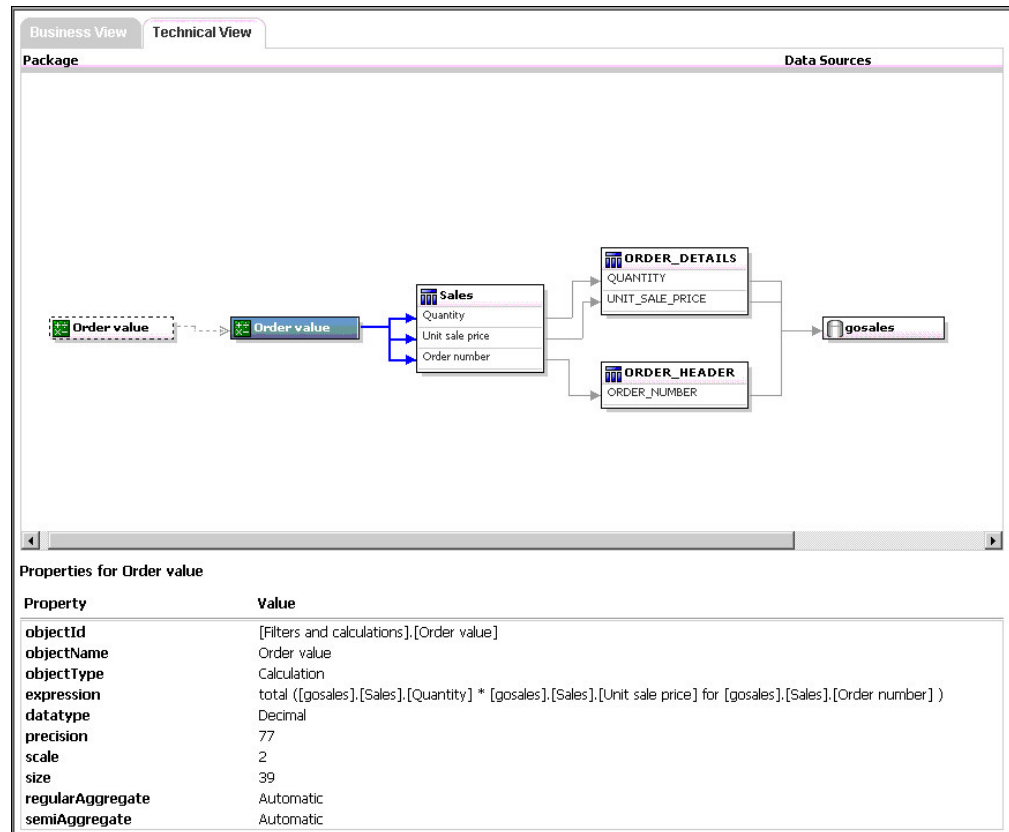 Business View Technical View
Package Data Sources
ORDER_DETAILS
QUANTITY
UNIT_SALE_PRICE
Sales
Quantity
Unit sale price
Order number
Order value
Order value
gosales
ORDER_HEADER
ORDER_NUMBER
Properties for Order value
Property Value
objectId [Filters and calculations].[Order value]
objectName Order value
objectType Calculation
expression total ([gosales].[Sales].[Quantity] * [gosales].[Sales].[Unit sale price] for [gosales].[Sales].[Order number] )
datatype Decimal
precision 77
scale 2
size 39
regularAggregate Automatic
semiAggregate Automatic